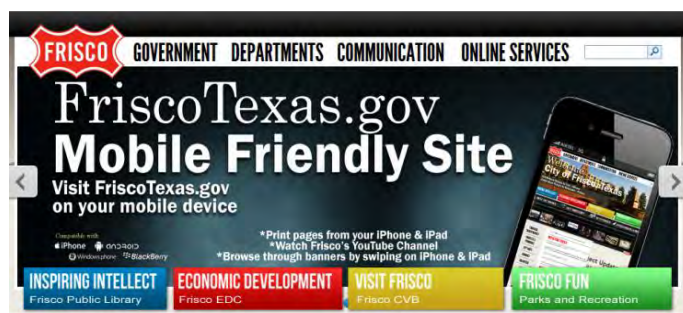 FRISCO GOVERNMENT DEPARTMENTS COMMUNICATION ONLINE SERVICES
FriscoTexas.gov
Mobile Friendly Site
Visit FriscoTexas.gov
on your mobile device
Compatible with
iPhone ANDROID
Windows phone BlackBerry
*Print pages from your iPhone & iPad
*Watch Frisco's YouTube Channel
*Browse through banners by swiping on iPhone & iPad
INSPIRING INTELLECT
Frisco Public Library
ECONOMIC DEVELOPMENT
Frisco EDC
VISIT FRISCO
Frisco CVB
FRISCO FUN
Parks and Recreation